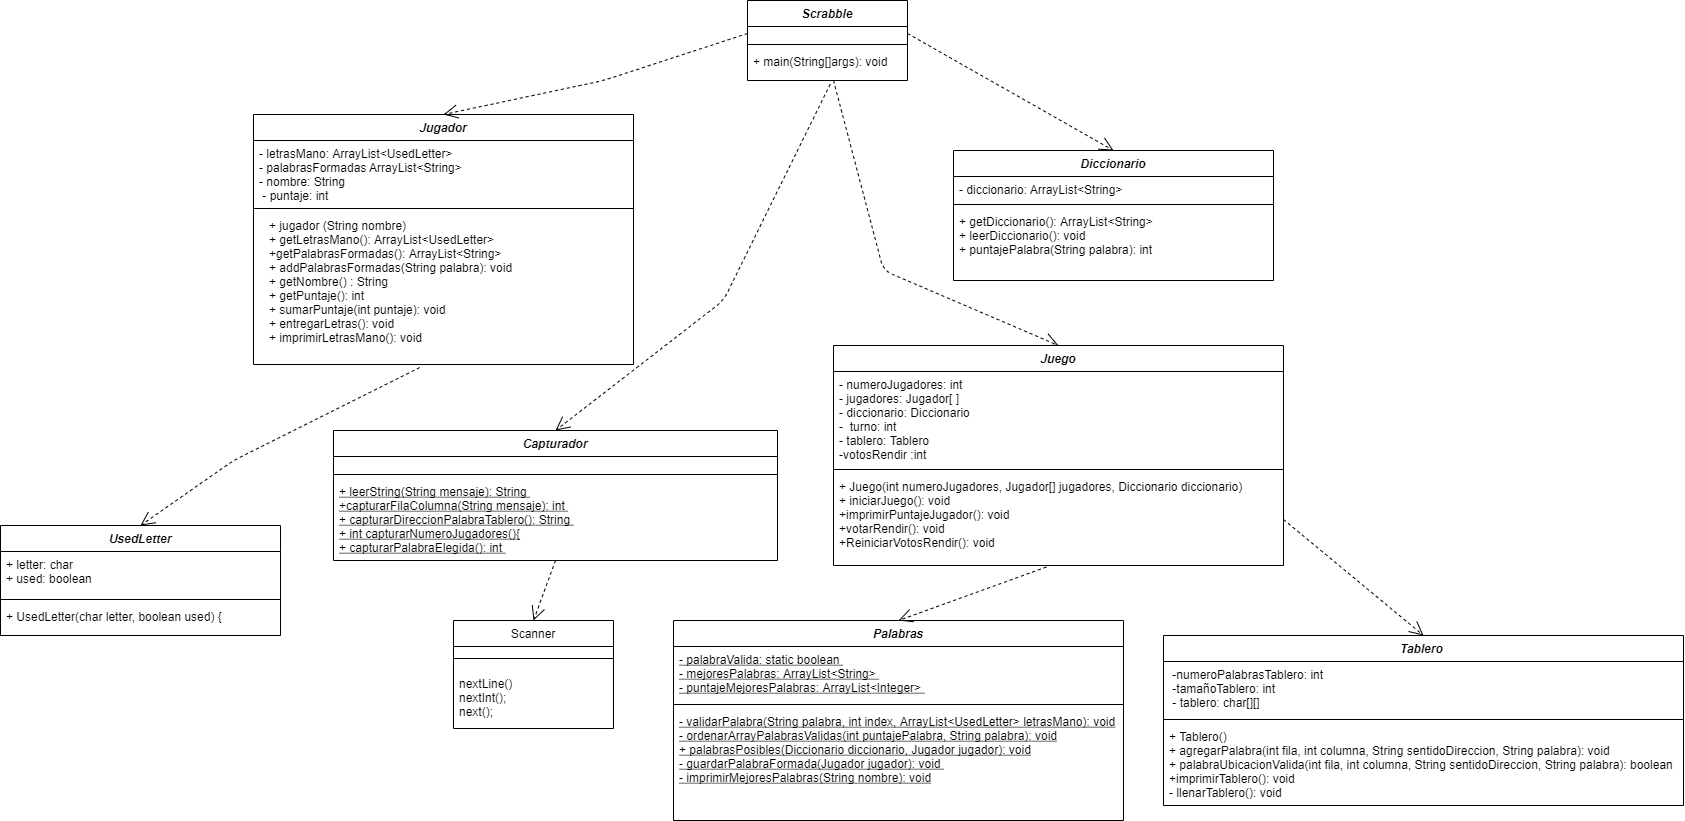 Scrabble
+ main(String[]args): void
Jugador
- letrasMano: ArrayList<UsedLetter>
- palabrasFormadas ArrayList<String>
- nombre: String
- puntaje: int
+ jugador (String nombre)
+ getLetrasMano(): ArrayList<UsedLetter>
+getPalabrasFormadas(): ArrayList<String>
+ addPalabrasFormadas(String palabra): void
+ getNombre() : String
+ getPuntaje(): int
+ sumarPuntaje(int puntaje): void
+ entregarLetras(): void
+ imprimirLetrasMano(): void
Diccionario
- diccionario: ArrayList<String>
+ getDiccionario(): ArrayList<String>
+ leerDiccionario(): void
+ puntajePalabra(String palabra): int
Juego
- numeroJugadores: int
- jugadores: Jugador[ ]
- diccionario: Diccionario
- turno: int
- tablero: Tablero
-votosRendir :int
+ Juego(int numeroJugadores, Jugador[] jugadores, Diccionario diccionario)
+ iniciarJuego(): void
+imprimirPuntajeJugador(): void
+votarRendir(): void
+ReiniciarVotosRendir(): void
Capturador
+ leerString(String mensaje): String
+capturarFilaColumna(String mensaje): int
+ capturarDireccionPalabraTablero(): String
+ int capturarNumeroJugadores(){
+ capturarPalabraElegida(): int
UsedLetter
+ letter: char
+ used: boolean
+ UsedLetter(char letter, boolean used) {
Scanner
nextLine()
nextInt();
next();
Palabras
- palabraValida: static boolean
- mejoresPalabras: ArrayList<String>
- puntajeMejoresPalabras: ArrayList<Integer>
- validarPalabra(String palabra, int index, ArrayList<UsedLetter> letrasMano): void
- ordenarArrayPalabrasValidas(int puntajePalabra, String palabra): void
+ palabrasPosibles(Diccionario diccionario, Jugador jugador): void
- guardarPalabraFormada(Jugador jugador): void
- imprimirMejoresPalabras(String nombre): void
Tablero
-numeroPalabrasTablero: int
-tamañoTablero: int
- tablero: char[][]
+ Tablero()
+ agregarPalabra(int fila, int columna, String sentidoDireccion, String palabra): void
+ palabraUbicacionValida(int fila, int columna, String sentidoDireccion, String palabra): boolean
+imprimirTablero(): void
- llenarTablero(): void